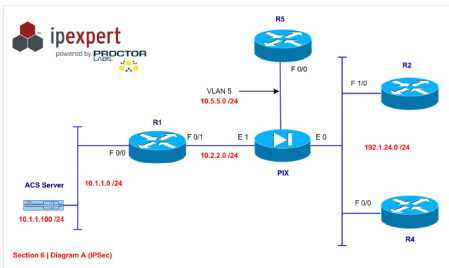 ipexpert
powered by PROCTOR
LABS
R5
F 0/0
VLAN 5
10.5.5.0 /24
R2
F 1/0
R1
F 0/1
E 1
E 0
F 0/0
10.2.2.0 /24
PIX
192.1.24.0 /24
10.1.1.0 /24
ACS Server
10.1.1.100 /24
F 0/0
R4
Section 6 | Diagram A (IPSec)